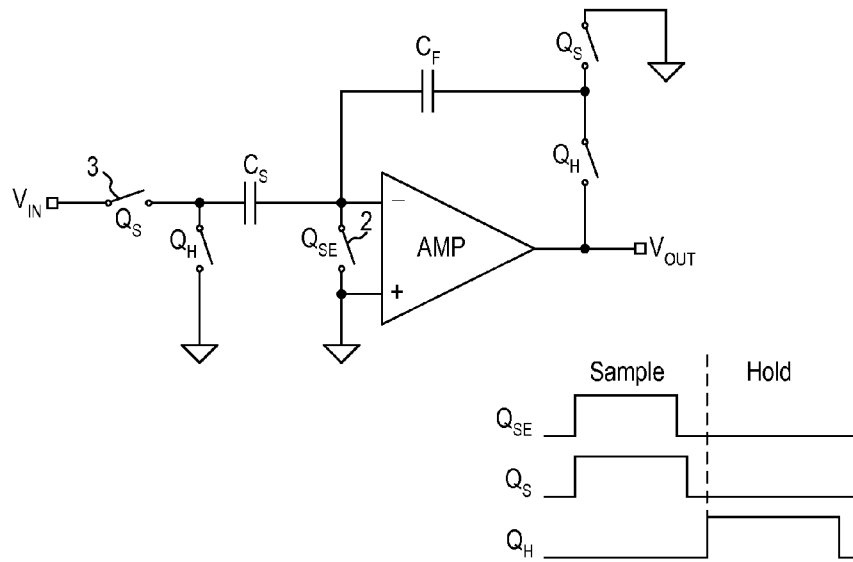 Q_S
C_F
Q_H
3
C_S
V_IN
Q_S
Q_H
Q_SE
2
−
AMP
+
V_OUT
Sample Hold
Q_SE
Q_S
Q_H